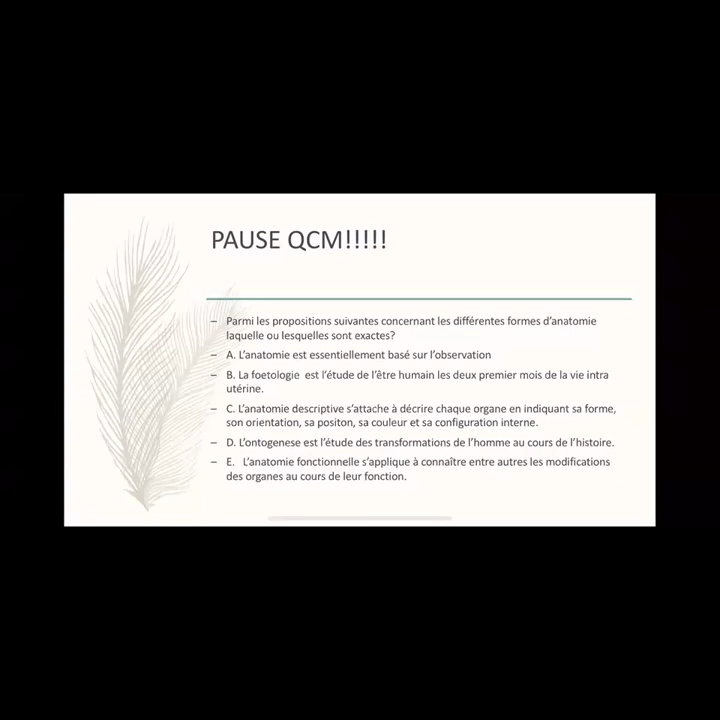 PAUSE QCM!!!!!
– Parmi les propositions suivantes concernant les différentes formes d'anatomie
laquelle ou lesquelles sont exactes?
– A. L'anatomie est essentiellement basé sur l'observation
– B. La foetologie est l'étude de l'être humain les deux premier mois de la vie intra
utérine.
– C. L'anatomie descriptive s'attache à décrire chaque organe en indiquant sa forme,
son orientation, sa positon, sa couleur et sa configuration interne.
– D. L'ontogenese est l'étude des transformations de l'homme au cours de l'histoire.
– E. L'anatomie fonctionnelle s'applique à connaître entre autres les modifications
des organes au cours de leur fonction.